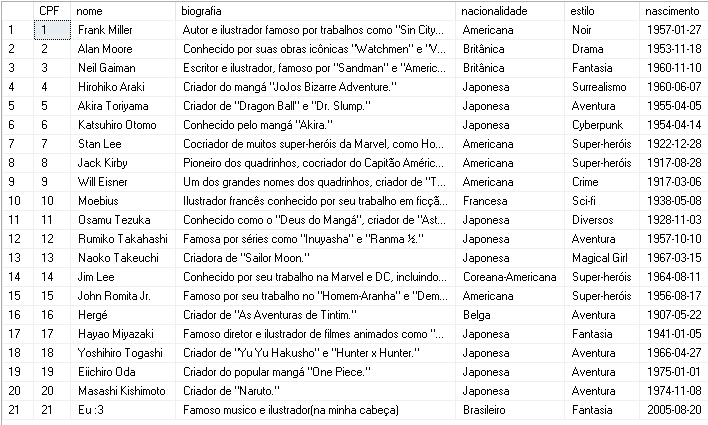 CPF nome biografia nacionalidade estilo nascimento
1 1 Frank Miller Autor e ilustrador famoso por trabalhos como "Sin City... Americana Noir 1957-01-27
2 2 Alan Moore Conhecido por suas obras icônicas "Watchmen" e "V... Britânica Drama 1953-11-18
3 3 Neil Gaiman Escritor e ilustrador, famoso por "Sandman" e "Americ... Britânica Fantasia 1960-11-10
4 4 Hirohiko Araki Criador do mangá "JoJos Bizarre Adventure." Japonesa Surrealismo 1960-06-07
5 5 Akira Toriyama Criador de "Dragon Ball" e "Dr. Slump." Japonesa Aventura 1955-04-05
6 6 Katsuhiro Otomo Conhecido pelo mangá "Akira." Japonesa Cyberpunk 1954-04-14
7 7 Stan Lee Cocriador de muitos super-heróis da Marvel, como Ho... Americana Super-heróis 1922-12-28
8 8 Jack Kirby Pioneiro dos quadrinhos, cocriador do Capitão Améric... Americana Super-heróis 1917-08-28
9 9 Will Eisner Um dos grandes nomes dos quadrinhos, criador de "T... Americana Crime 1917-03-06
10 10 Moebius Ilustrador francês conhecido por seu trabalho em ficçã... Francesa Sci-fi 1938-05-08
11 11 Osamu Tezuka Conhecido como o "Deus do Mangá", criador de "Ast... Japonesa Diversos 1928-11-03
12 12 Rumiko Takahashi Famosa por séries como "Inuyasha" e "Ranma ½." Japonesa Aventura 1957-10-10
13 13 Naoko Takeuchi Criadora de "Sailor Moon." Japonesa Magical Girl 1967-03-15
14 14 Jim Lee Conhecido por seu trabalho na Marvel e DC, incluindo... Coreana-Americana Super-heróis 1964-08-11
15 15 John Romita Jr. Famoso por seu trabalho no "Homem-Aranha" e "Dem... Americana Super-heróis 1956-08-17
16 16 Hergé Criador de "As Aventuras de Tintim." Belga Aventura 1907-05-22
17 17 Hayao Miyazaki Famoso diretor e ilustrador de filmes animados como "... Japonesa Fantasia 1941-01-05
18 18 Yoshihiro Togashi Criador de "Yu Yu Hakusho" e "Hunter x Hunter." Japonesa Aventura 1966-04-27
19 19 Eiichiro Oda Criador do popular mangá "One Piece." Japonesa Aventura 1975-01-01
20 20 Masashi Kishimoto Criador de "Naruto." Japonesa Aventura 1974-11-08
21 21 Eu :3 Famoso musico e ilustrador(na minha cabeça) Brasileiro Fantasia 2005-08-20